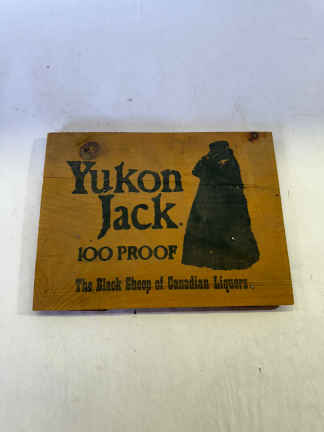 Yukon
Jack
100 PROOF
The Black Sheep of Canadian Liquors.